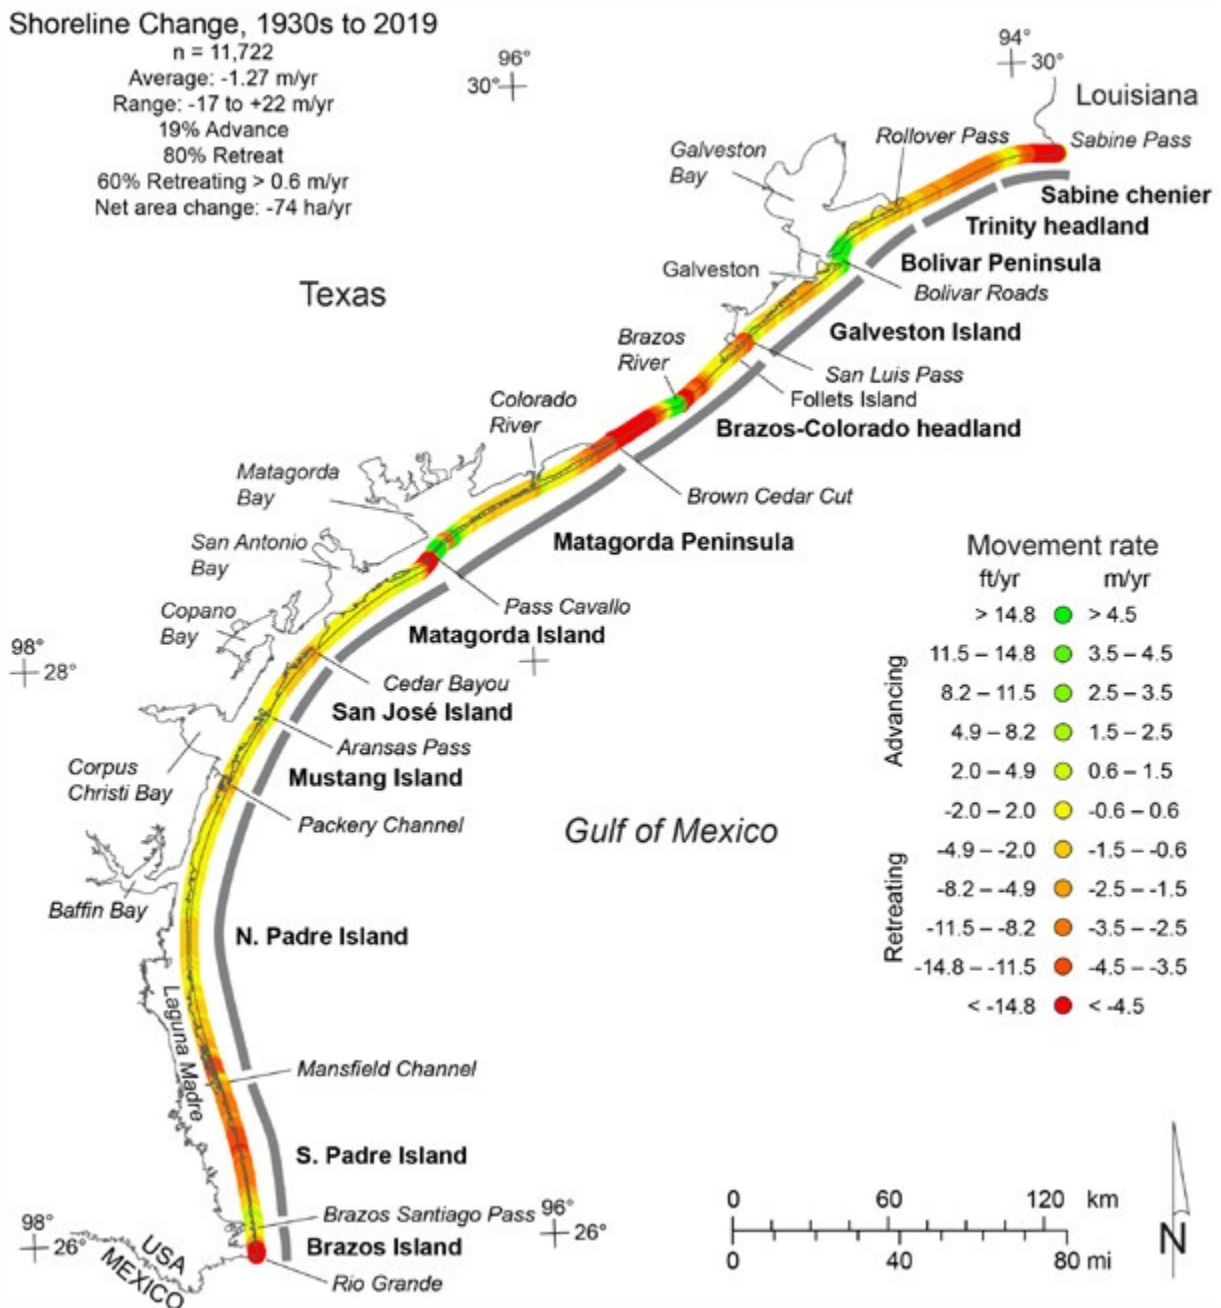 Shoreline Change, 1930s to 2019
n = 11,722
Average: -1.27 m/yr
Range: -17 to +22 m/yr
19% Advance
80% Retreat
60% Retreating > 0.6 m/yr
Net area change: -74 ha/yr
96°
30°
94°
30°
Louisiana
Sabine Pass
Rollover Pass
Galveston
Bay
Sabine chenier
Trinity headland
Bolivar Peninsula
Bolivar Roads
Galveston
Texas
Galveston Island
Brazos
River
San Luis Pass
Follets Island
Colorado
River
Brazos-Colorado headland
Matagorda
Bay
Brown Cedar Cut
San Antonio
Bay
Matagorda Peninsula
Copano
Bay
Pass Cavallo
Matagorda Island
98°
28°
Cedar Bayou
San José Island
Aransas Pass
Corpus
Christi Bay
Mustang Island
Packery Channel
Gulf of Mexico
Baffin Bay
N. Padre Island
Laguna Madre
Mansfield Channel
S. Padre Island
98°
26°
Brazos Santiago Pass
96°
26°
USA
MEXICO
Brazos Island
Rio Grande
Movement rate
ft/yr m/yr
Advancing
> 14.8 > 4.5
11.5 – 14.8 3.5 – 4.5
8.2 – 11.5 2.5 – 3.5
4.9 – 8.2 1.5 – 2.5
2.0 – 4.9 0.6 – 1.5
-2.0 – 2.0 -0.6 – 0.6
Retreating
-4.9 – -2.0 -1.5 – -0.6
-8.2 – -4.9 -2.5 – -1.5
-11.5 – -8.2 -3.5 – -2.5
-14.8 – -11.5 -4.5 – -3.5
< -14.8 < -4.5
0 60 120 km
0 40 80 mi
N